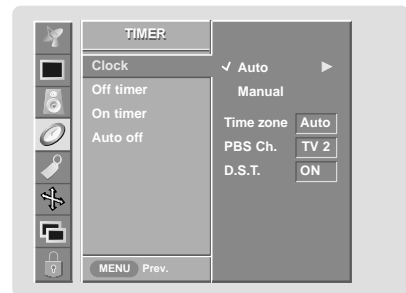 TIMER
Clock
Off timer
On timer
Auto off
✓ Auto ►
Manual
Time zone Auto
PBS Ch. TV 2
D.S.T. ON
MENU Prev.